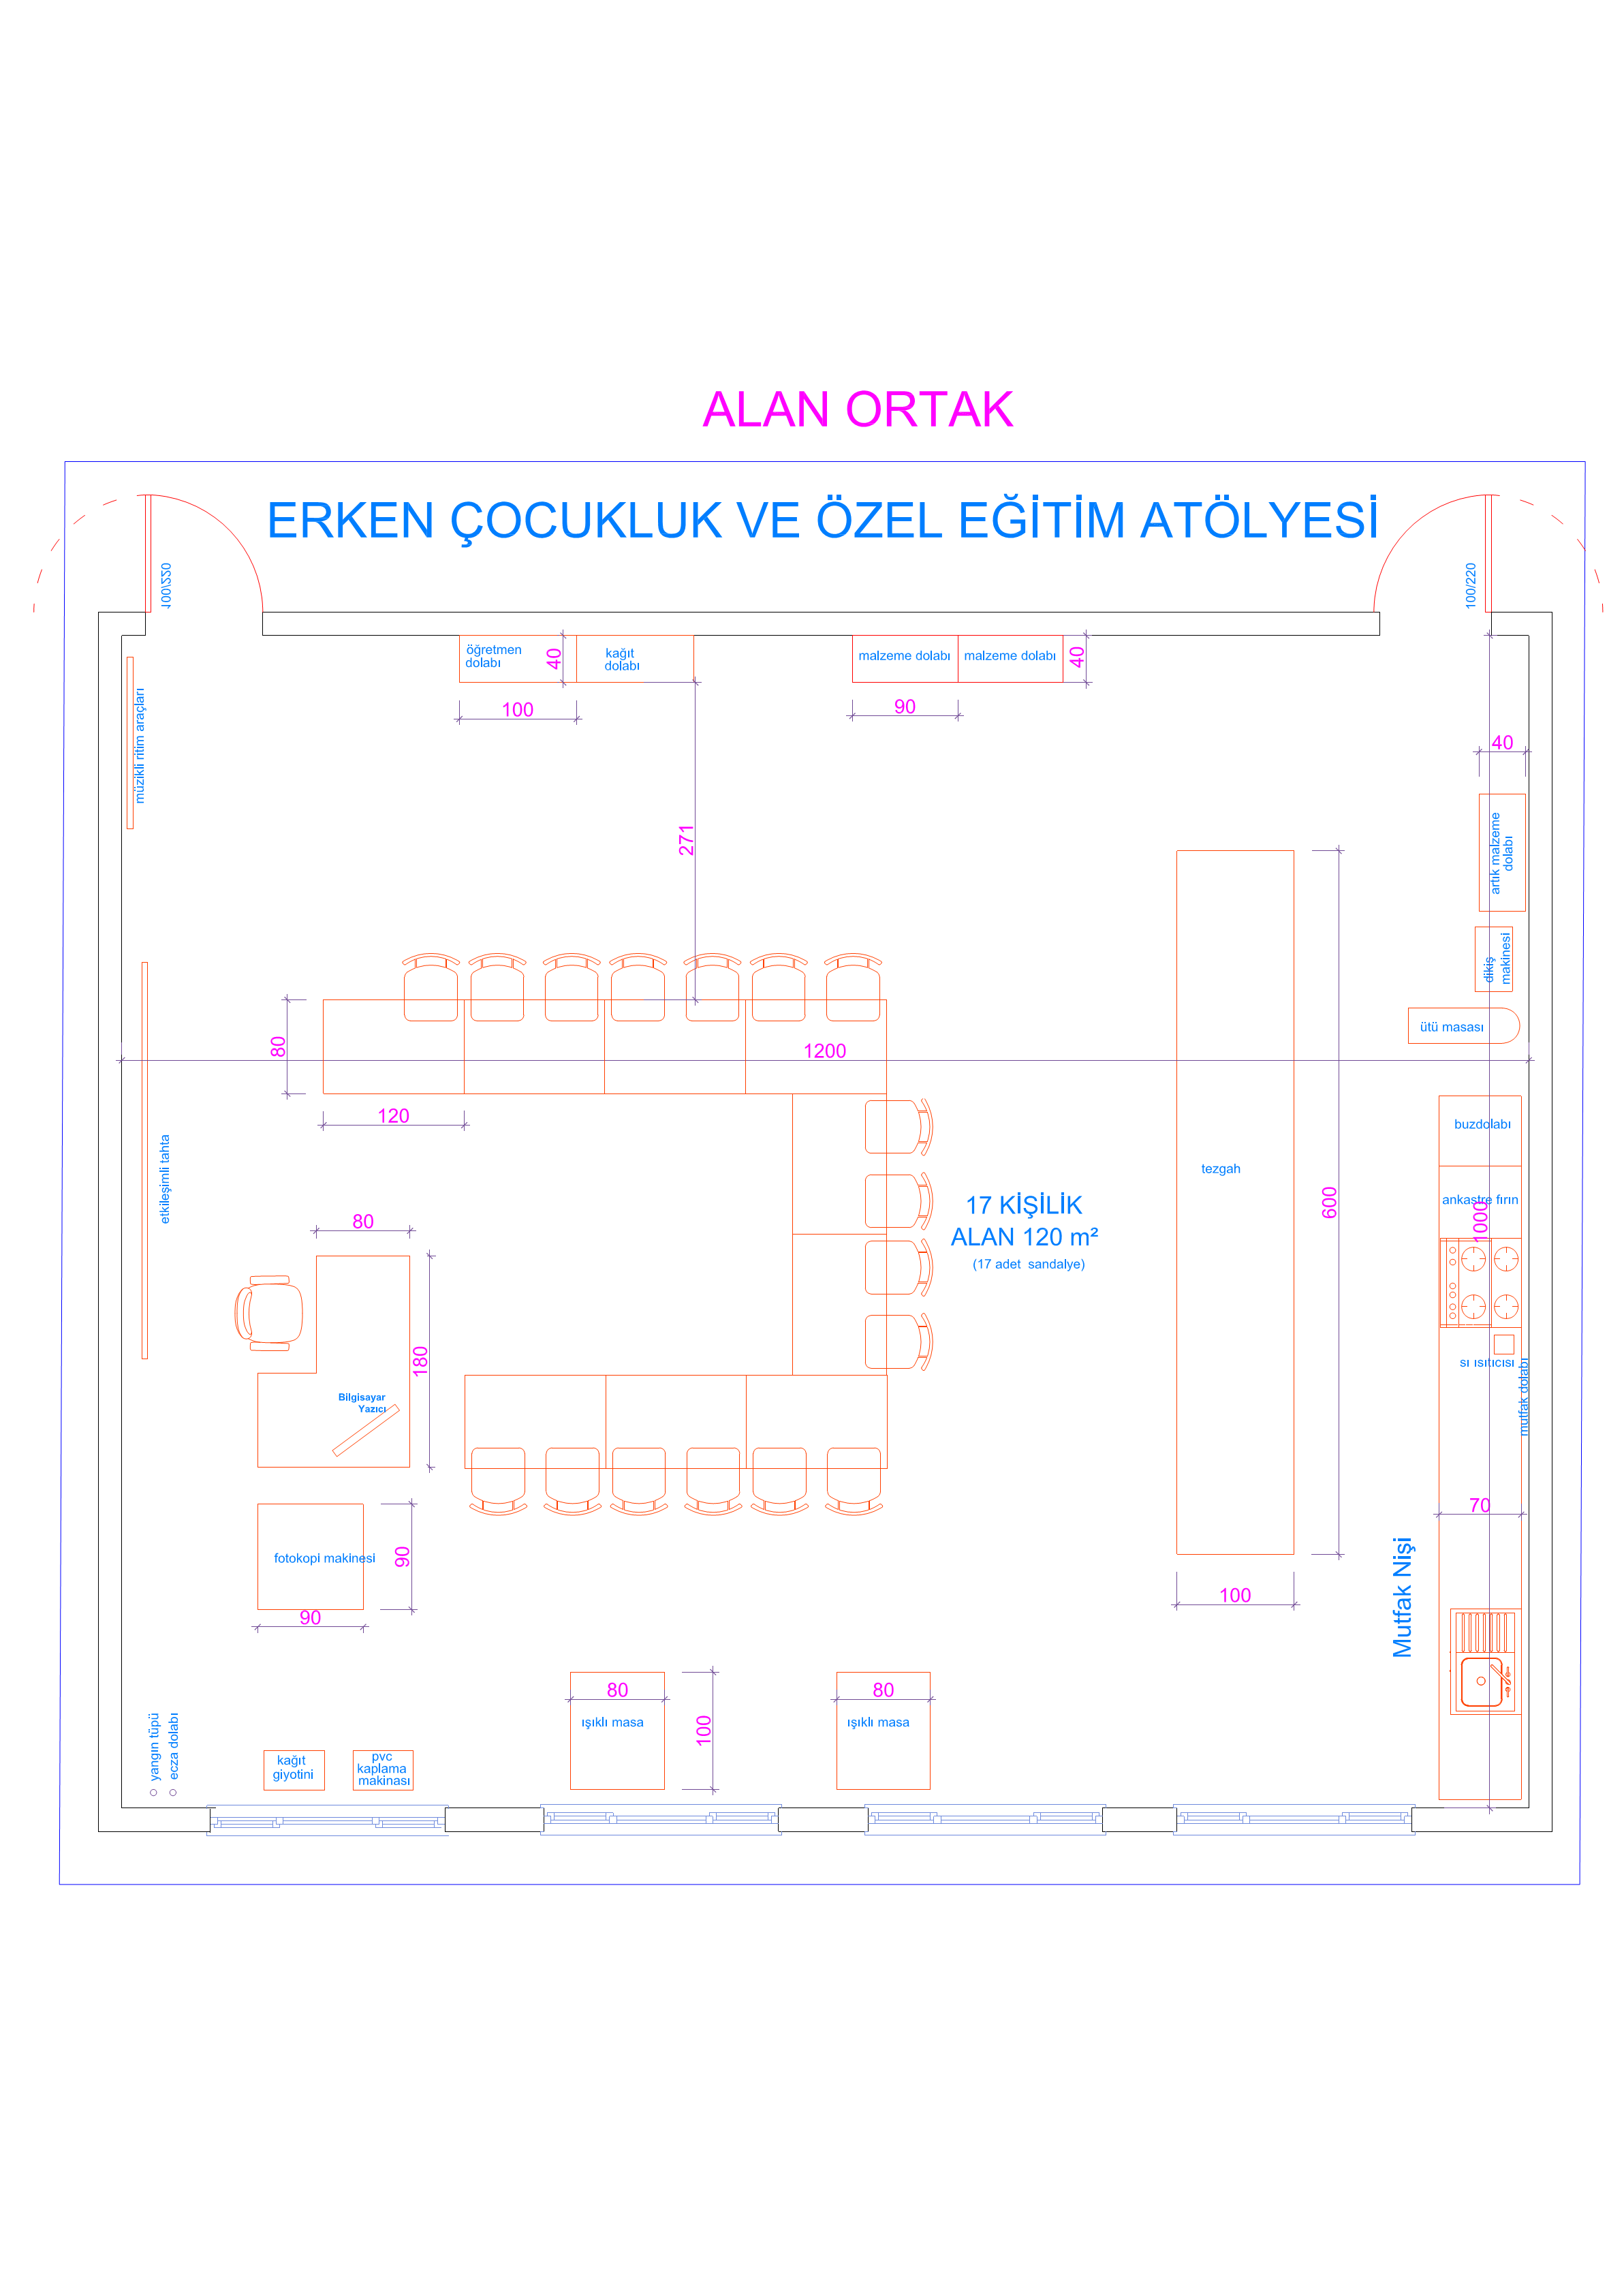 ALAN ORTAK
ERKEN ÇOCUKLUK VE ÖZEL EĞİTİM ATÖLYESİ
100/220
100/220
öğretmen
dolabı
40
kağıt
dolabı
malzeme dolabı
malzeme dolabı
40
100
90
müzikli ritim araçları
40
271
artık malzeme
dolabı
dikiş
makinesi
ütü masası
80
1200
120
buzdolabı
etkileşimli tahta
tezgah
17 KİŞİLİK
ALAN 120 m²
(17 adet sandalye)
600
ankastre fırın
1000
80
180
Bilgisayar
Yazıcı
sı ısıtıcısı
mutfak dolabı
70
fotokopi makinesi
90
90
100
Mutfak Nişi
80
ışıklı masa
100
80
ışıklı masa
yangın tüpü
ecza dolabı
kağıt
giyotini
pvc
kaplama
makinası